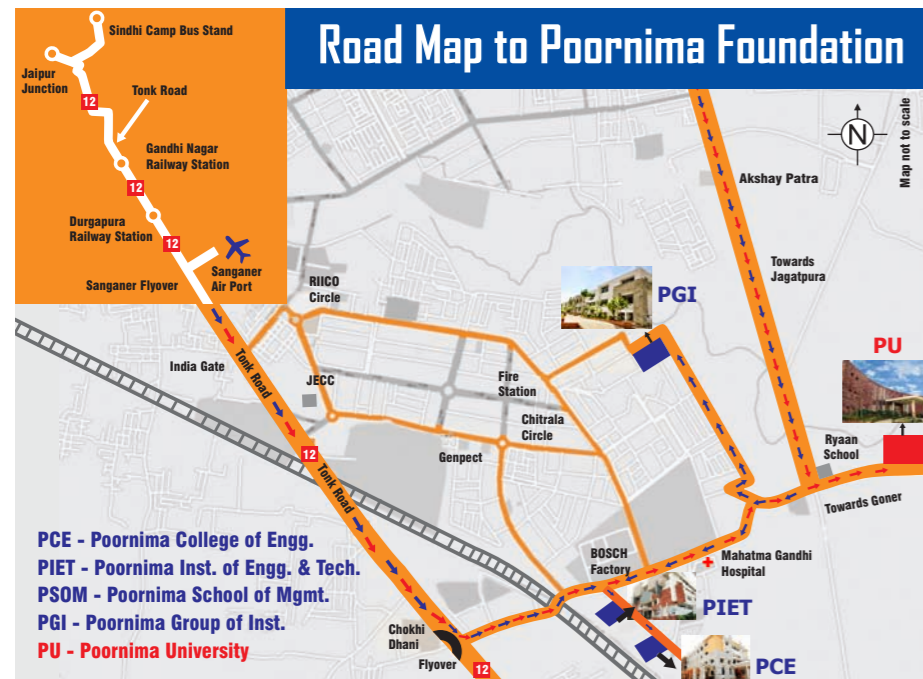 Road Map to Poornima Foundation
Sindhi Camp Bus Stand
Jaipur
Junction
12
Tonk Road
Gandhi Nagar
Railway Station
12
Durgapura
Railway Station
12
Sanganer
Air Port
Sanganer Flyover
N
Map not to scale
Akshay Patra
Towards
Jagatpura
RIICO
Circle
PGI
PU
India Gate
Tonk Road
JECC
Fire
Station
Chitrala
Circle
Genpect
Ryaan
School
12
Tonk Road
Towards Goner
PCE - Poornima College of Engg.
PIET - Poornima Inst. of Engg. & Tech.
PSOM - Poornima School of Mgmt.
PGI - Poornima Group of Inst.
PU - Poornima University
BOSCH
Factory
Mahatma Gandhi
Hospital
PIET
Chokhi
Dhani
Flyover
12
PCE